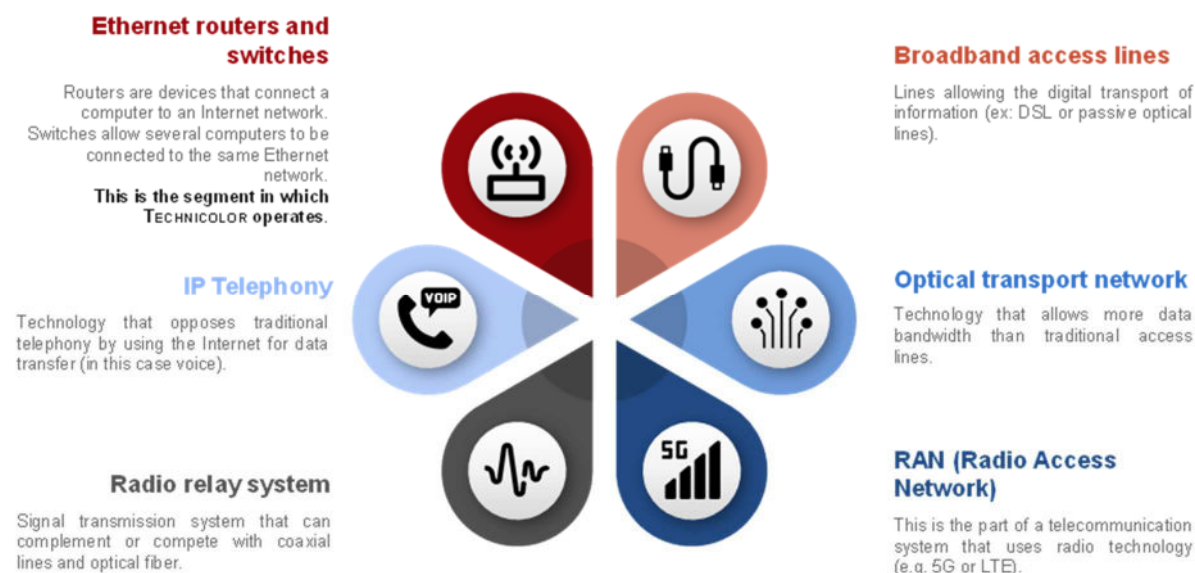 Ethernet routers and
switches
Routers are devices that connect a
computer to an Internet network.
Switches allow several computers to be
connected to the same Ethernet
network.
This is the segment in which
TECHNICOLOR operates.
Broadband access lines
Lines allowing the digital transport of
information (ex: DSL or passive optical
lines).
IP Telephony
Technology that opposes traditional
telephony by using the Internet for data
transfer (in this case voice).
VOIP
Optical transport network
Technology that allows more data
bandwidth than traditional access
lines.
Radio relay system
Signal transmission system that can
complement or compete with coaxial
lines and optical fiber.
5G
RAN (Radio Access
Network)
This is the part of a telecommunication
system that uses radio technology
(e.g. 5G or LTE).